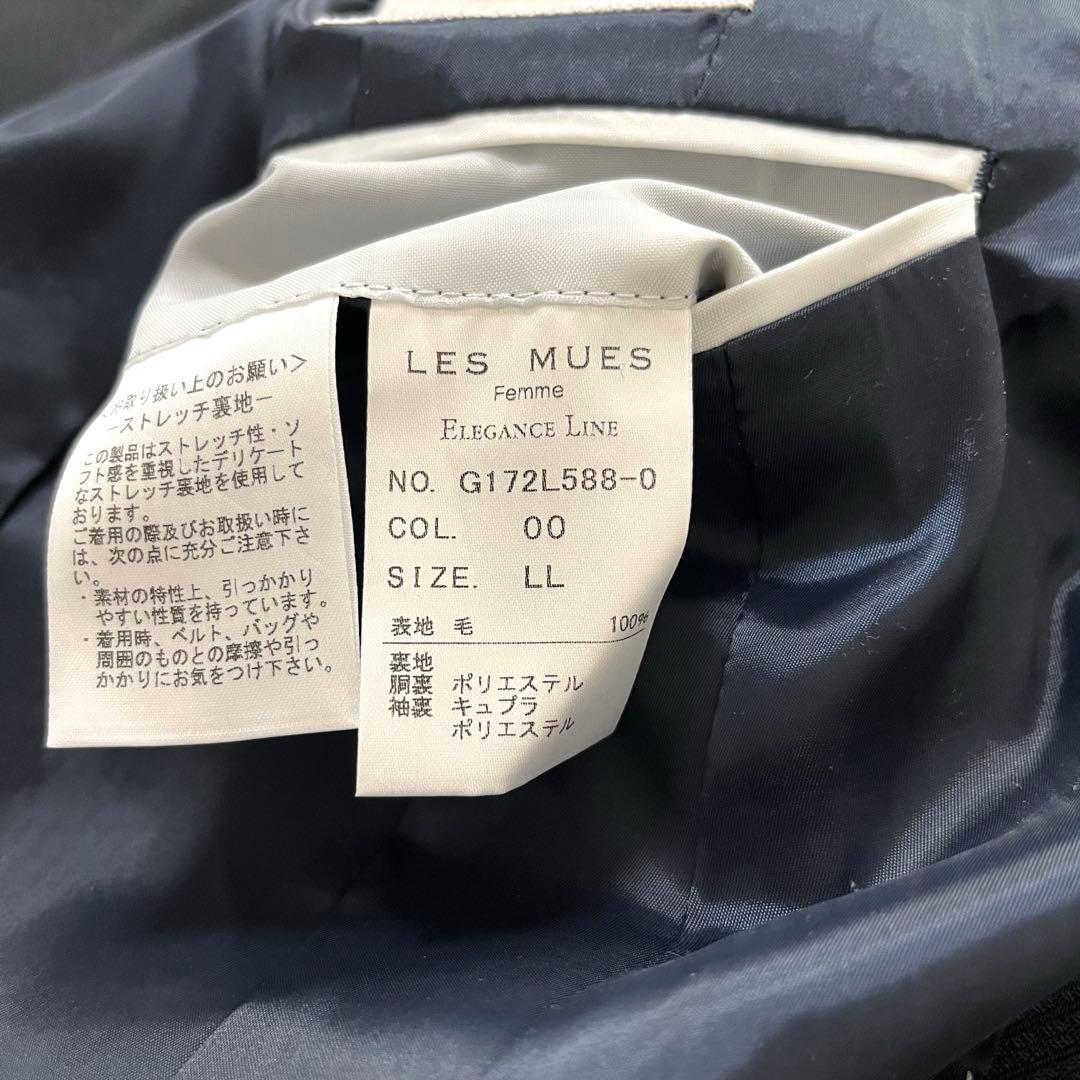 ＜お取り扱い上のお願い＞
ーストレッチ裏地ー
この製品はストレッチ性・ソ
フト感を重視したデリケート
なストレッチ裏地を使用して
おります。
ご着用の際及びお取扱い時に
は、次の点に充分ご注意下さ
い。
・素材の特性上、引っかかり
やすい性質を持っています。
・着用時、ベルト、バッグや
周囲のものとの摩擦や引っ
かかりにお気をつけ下さい。
LES MUES
Femme
ELEGANCE LINE
NO. G172L588-0
COL. 00
SIZE. LL
表地 毛 100%
裏地
胴裏 ポリエステル
袖裏 キュプラ
ポリエステル